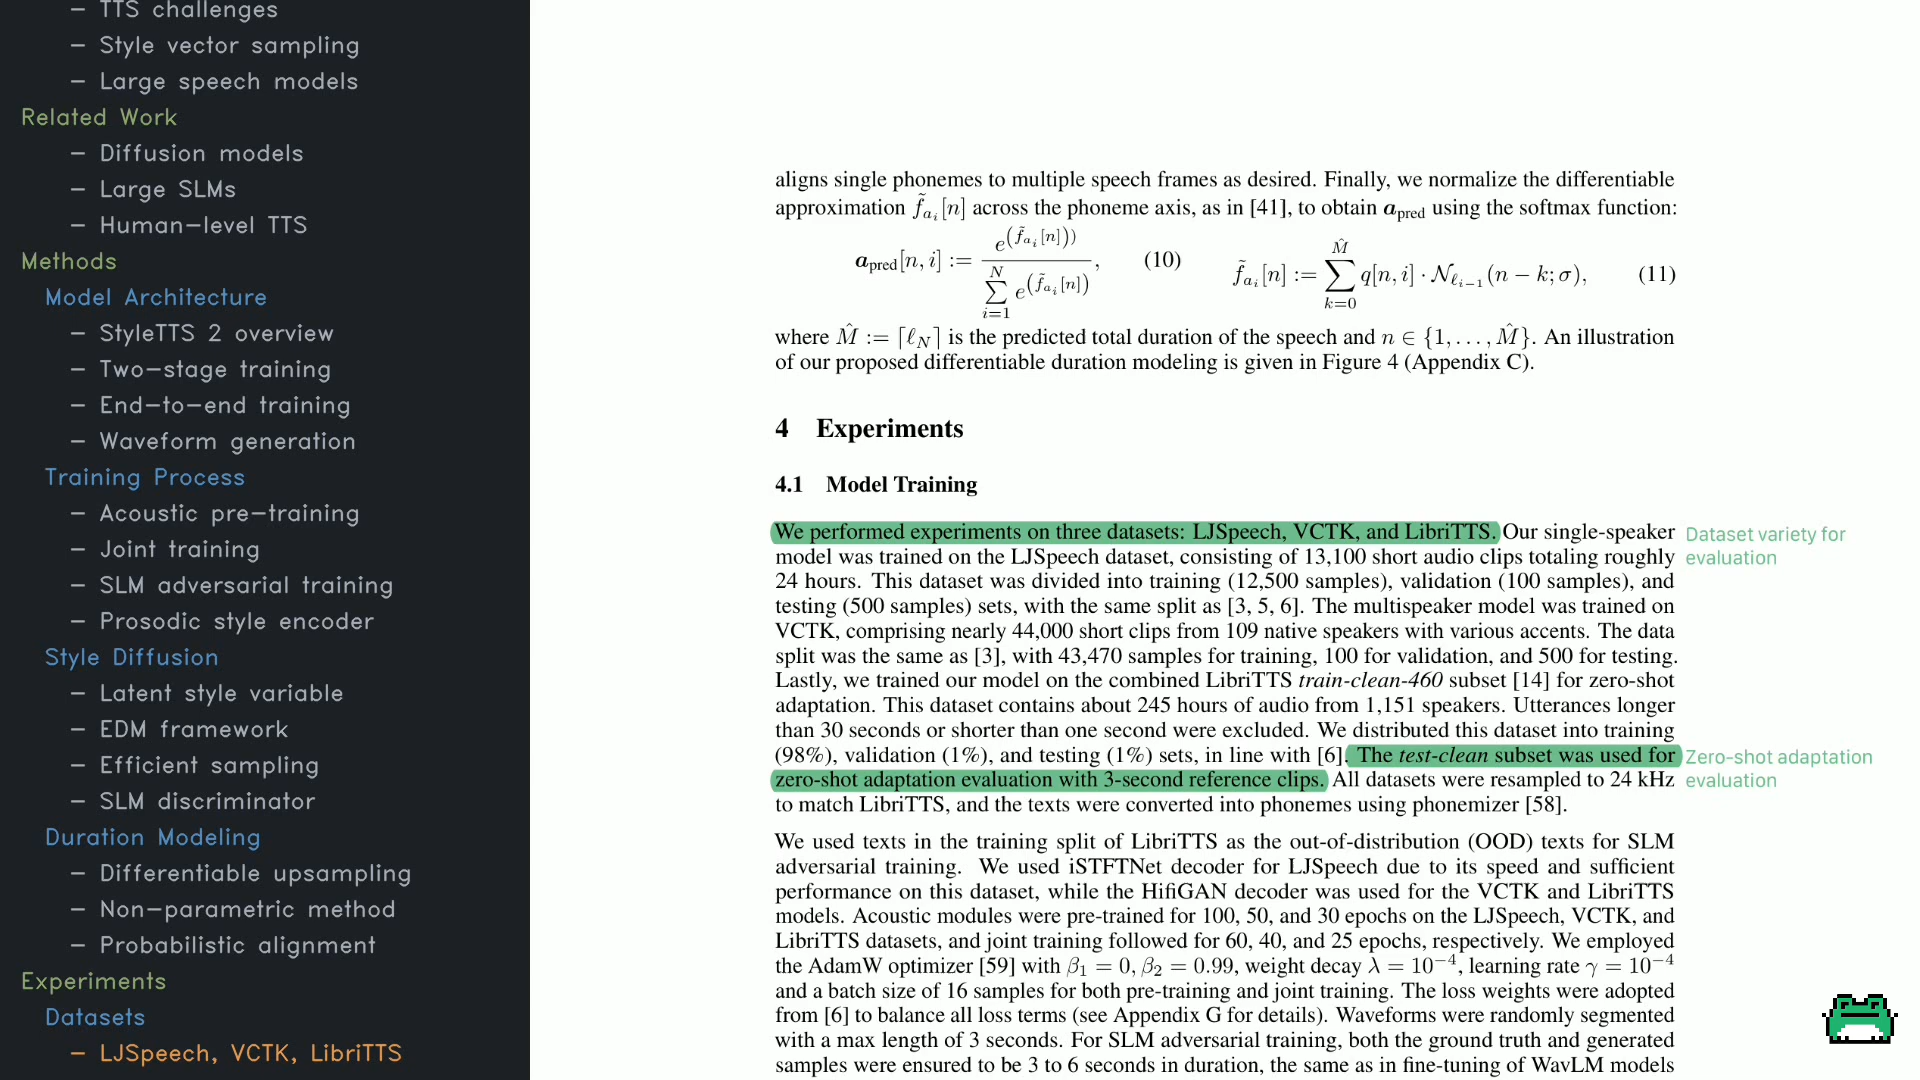 – TTS challenges
– Style vector sampling
– Large speech models
Related Work
– Diffusion models
– Large SLMs
– Human–level TTS
Methods
Model Architecture
– StyleTTS 2 overview
– Two–stage training
– End–to–end training
– Waveform generation
Training Process
– Acoustic pre–training
– Joint training
– SLM adversarial training
– Prosodic style encoder
Style Diffusion
– Latent style variable
– EDM framework
– Efficient sampling
– SLM discriminator
Duration Modeling
– Differentiable upsampling
– Non–parametric method
– Probabilistic alignment
Experiments
Datasets
– LJSpeech, VCTK, LibriTTS
aligns single phonemes to multiple speech frames as desired. Finally, we normalize the differentiable
approximation f̃_{a_i}[n] across the phoneme axis, as in [41], to obtain a_pred using the softmax function:
a_pred[n, i] := e^{(f̃_{a_i}[n]))} / ∑_{i=1}^{N} e^{(f̃_{a_i}[n])}, (10) f̃_{a_i}[n] := ∑_{k=0}^{M̂} q[n, i] · N_{ℓ_{i−1}}(n − k; σ), (11)
where M̂ := ⌈ℓ_N⌉ is the predicted total duration of the speech and n ∈ {1, . . . , M̂}. An illustration
of our proposed differentiable duration modeling is given in Figure 4 (Appendix C).
4 Experiments
4.1 Model Training
We performed experiments on three datasets: LJSpeech, VCTK, and LibriTTS. Our single-speaker
model was trained on the LJSpeech dataset, consisting of 13,100 short audio clips totaling roughly
24 hours. This dataset was divided into training (12,500 samples), validation (100 samples), and
testing (500 samples) sets, with the same split as [3, 5, 6]. The multispeaker model was trained on
VCTK, comprising nearly 44,000 short clips from 109 native speakers with various accents. The data
split was the same as [3], with 43,470 samples for training, 100 for validation, and 500 for testing.
Lastly, we trained our model on the combined LibriTTS train-clean-460 subset [14] for zero-shot
adaptation. This dataset contains about 245 hours of audio from 1,151 speakers. Utterances longer
than 30 seconds or shorter than one second were excluded. We distributed this dataset into training
(98%), validation (1%), and testing (1%) sets, in line with [6]. The test-clean subset was used for
zero-shot adaptation evaluation with 3-second reference clips. All datasets were resampled to 24 kHz
to match LibriTTS, and the texts were converted into phonemes using phonemizer [58].
We used texts in the training split of LibriTTS as the out-of-distribution (OOD) texts for SLM
adversarial training. We used iSTFTNet decoder for LJSpeech due to its speed and sufficient
performance on this dataset, while the HifiGAN decoder was used for the VCTK and LibriTTS
models. Acoustic modules were pre-trained for 100, 50, and 30 epochs on the LJSpeech, VCTK, and
LibriTTS datasets, and joint training followed for 60, 40, and 25 epochs, respectively. We employed
the AdamW optimizer [59] with β₁ = 0, β₂ = 0.99, weight decay λ = 10⁻⁴, learning rate γ = 10⁻⁴
and a batch size of 16 samples for both pre-training and joint training. The loss weights were adopted
from [6] to balance all loss terms (see Appendix G for details). Waveforms were randomly segmented
with a max length of 3 seconds. For SLM adversarial training, both the ground truth and generated
samples were ensured to be 3 to 6 seconds in duration, the same as in fine-tuning of WavLM models
Dataset variety for
evaluation
Zero-shot adaptation
evaluation